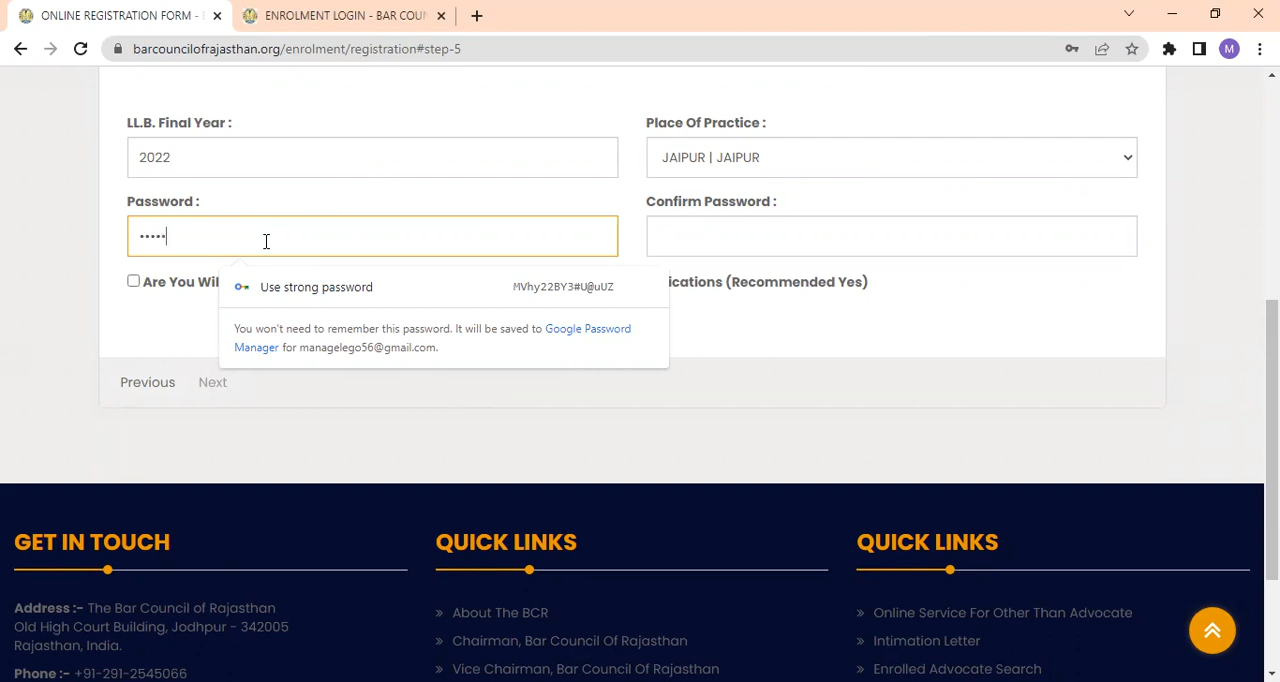 ONLINE REGISTRATION FORM -
ENROLMENT LOGIN - BAR COUN
barcouncilofrajasthan.org/enrolment/registration#step-5
M
LL.B. Final Year :
Place Of Practice :
2022
JAIPUR | JAIPUR
Password :
Confirm Password :
•••••
Are You Wil
ications (Recommended Yes)
Use strong password
MVhy22BY3#U@uUZ
You won't need to remember this password. It will be saved to Google Password
Manager for managelego56@gmail.com.
Previous
Next
GET IN TOUCH
QUICK LINKS
QUICK LINKS
Address :- The Bar Council of Rajasthan
Old High Court Building, Jodhpur - 342005
Rajasthan, India.
Phone :- +91-291-2545066
» About The BCR
» Chairman, Bar Council Of Rajasthan
» Vice Chairman, Bar Council Of Rajasthan
» Online Service For Other Than Advocate
» Intimation Letter
» Enrolled Advocate Search